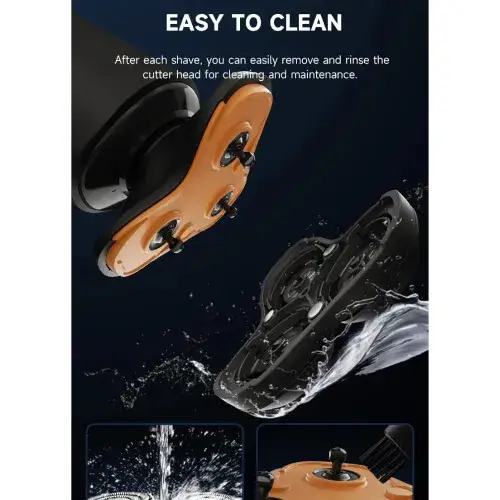 EASY TO CLEAN
After each shave, you can easily remove and rinse the
cutter head for cleaning and maintenance.